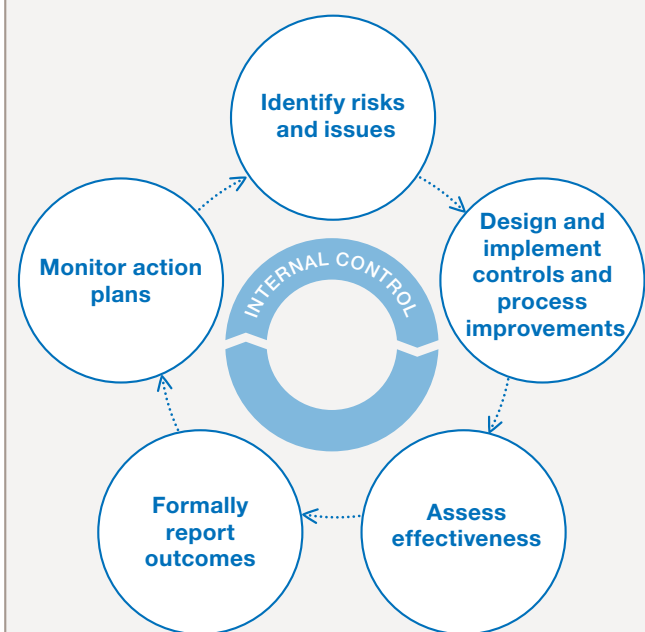 Identify risks
and issues
Design and
implement
controls and
process
improvements
Assess
effectiveness
Formally
report
outcomes
Monitor action
plans
INTERNAL CONTROL